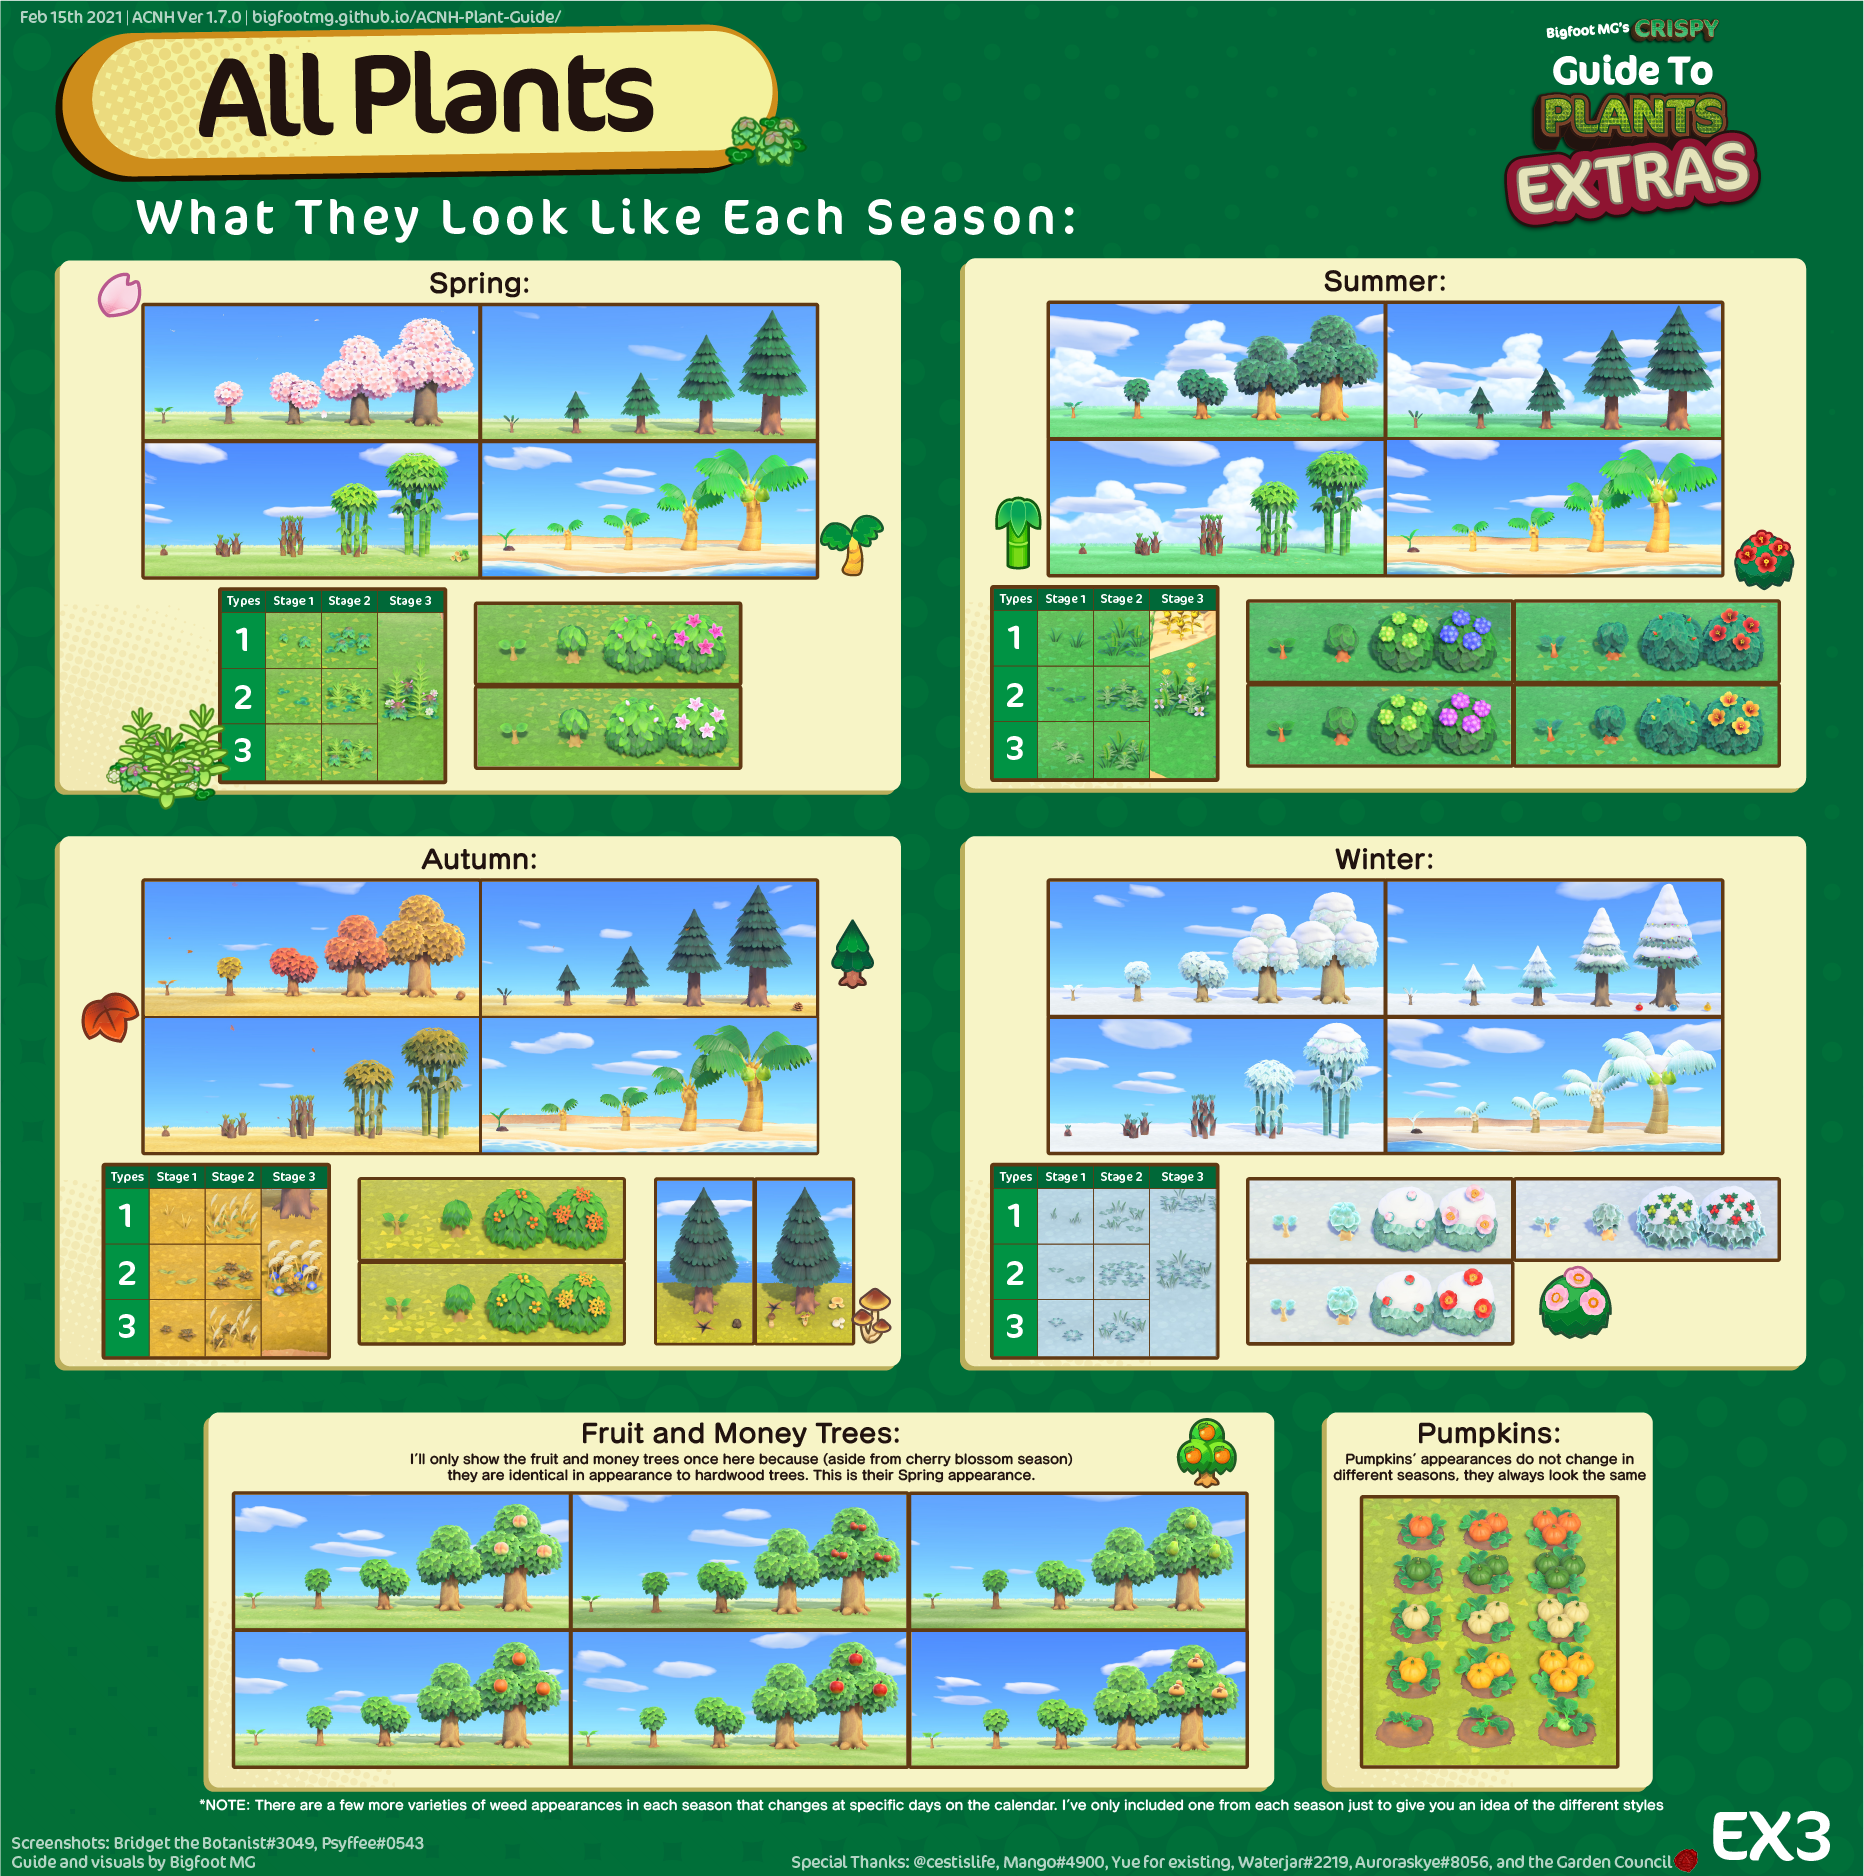 Feb 15th 2021 | ACNH Ver 1.7.0 | bigfootmg.github.io/ACNH-Plant-Guide/
All Plants
Bigfoot MG's CRISPY
Guide To
PLANTS
EXTRAS
What They Look Like Each Season:
Spring:
Types Stage 1 Stage 2 Stage 3
1
2
3
Summer:
Types Stage 1 Stage 2 Stage 3
1
2
3
Autumn:
Types Stage 1 Stage 2 Stage 3
1
2
3
Winter:
Types Stage 1 Stage 2 Stage 3
1
2
3
Fruit and Money Trees:
I'll only show the fruit and money trees once here because (aside from cherry blossom season)
they are identical in appearance to hardwood trees. This is their Spring appearance.
Pumpkins:
Pumpkins' appearances do not change in
different seasons, they always look the same
*NOTE: There are a few more varieties of weed appearances in each season that changes at specific days on the calendar. I've only included one from each season just to give you an idea of the different styles
Screenshots: Bridget the Botanist#3049, Psyffee#0543
Guide and visuals by Bigfoot MG
Special Thanks: @cestislife, Mango#4900, Yue for existing, Waterjar#2219, Auroraskye#8056, and the Garden Council
EX3